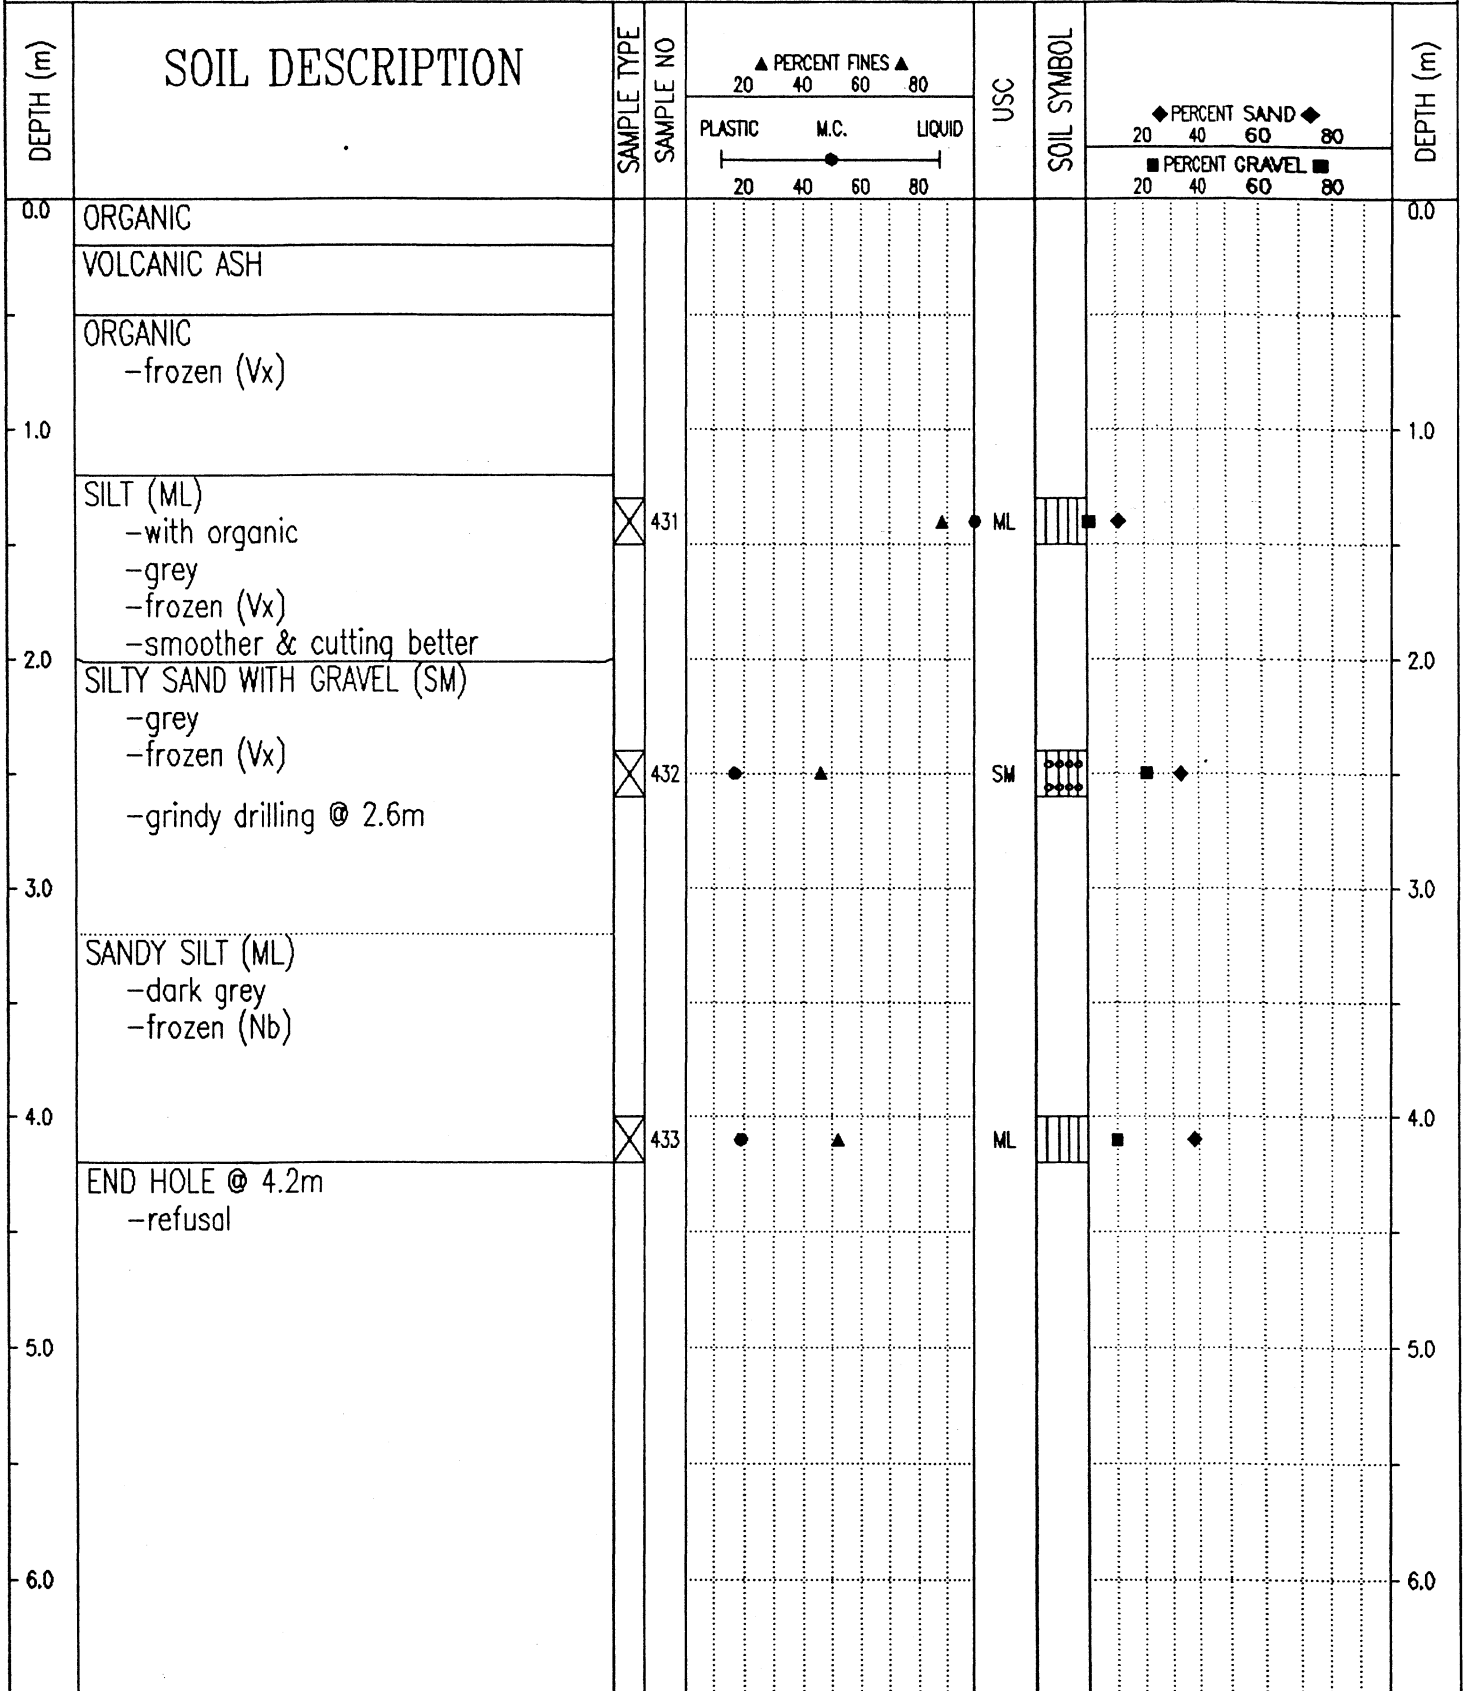 DEPTH (m)
SOIL DESCRIPTION
SAMPLE TYPE
SAMPLE NO
▲ PERCENT FINES ▲
20 40 60 80
PLASTIC M.C. LIQUID
20 40 60 80
USC
SOIL SYMBOL
◆ PERCENT SAND ◆
20 40 60 80
■ PERCENT GRAVEL ■
20 40 60 80
DEPTH (m)
0.0 0.0
ORGANIC
VOLCANIC ASH
ORGANIC
-frozen (Vx)
1.0 1.0
SILT (ML)
431 ML
-with organic
-grey
-frozen (Vx)
-smoother & cutting better
2.0 2.0
SILTY SAND WITH GRAVEL (SM)
-grey
-frozen (Vx)
432 SM
-grindy drilling @ 2.6m
3.0 3.0
SANDY SILT (ML)
-dark grey
-frozen (Nb)
4.0 4.0
433 ML
END HOLE @ 4.2m
-refusal
5.0 5.0
6.0 6.0